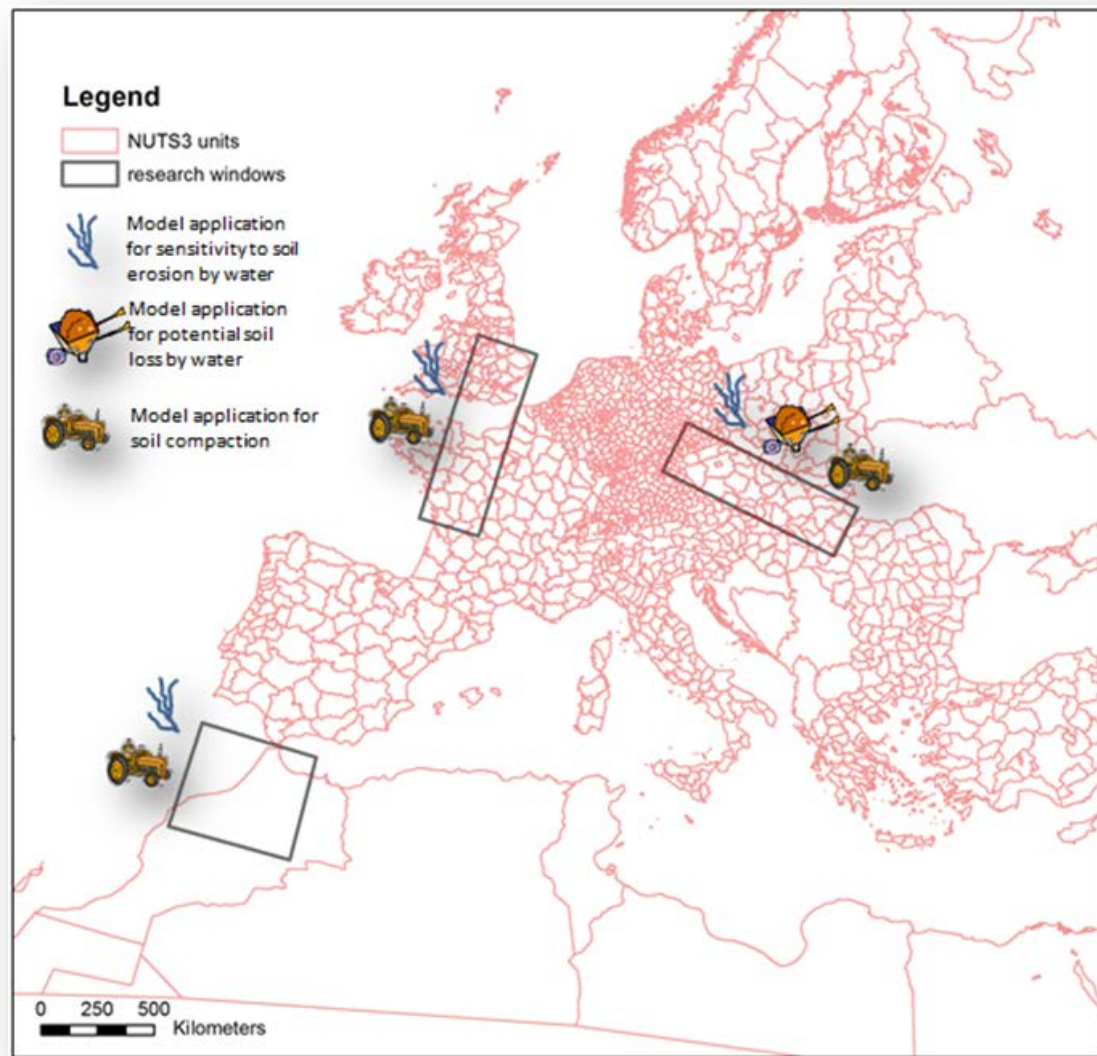 Legend
NUTS3 units
research windows
Model application
for sensitivity to soil
erosion by water
Model application
for potential soil
loss by water
Model application for
soil compaction
0 250 500
Kilometers